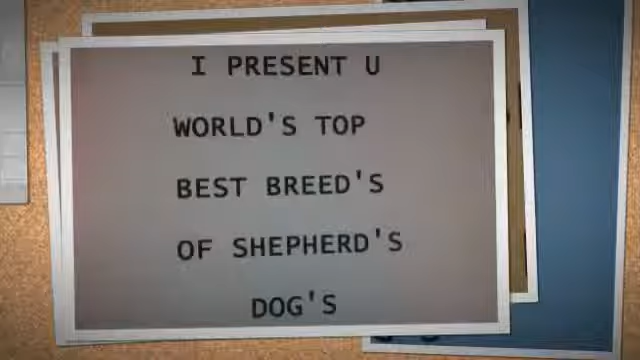 I PRESENT U
WORLD'S TOP
BEST BREED'S
OF SHEPHERD'S
DOG'S